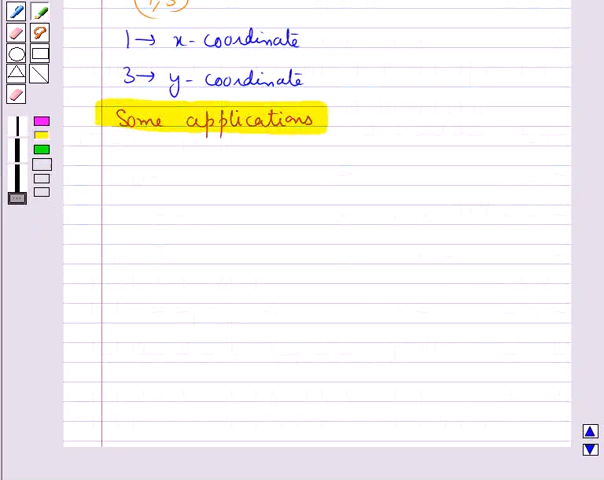 1→ x-coordinate
3→ y-coordinate
Some applications